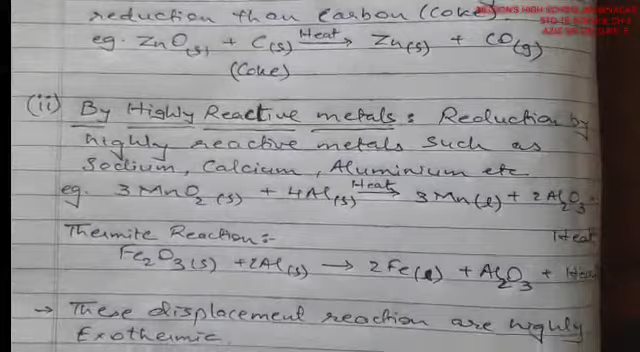 reduction than carbon (coke)
eg. ZnO(s) + C(s) Heat→ Zn(s) + CO(g)
(Coke)
(ii) By Highly Reactive metals: Reduction by
highly reactive metals such as
Sodium, Calcium, Aluminium etc
eg. 3MnO2(s) + 4Al(s) Heat→ 3Mn(l) + 2Al2O3
Heat
Thermite Reaction:-
Fe2O3(s) + 2Al(s) → 2Fe(l) + Al2O3 + Heat
→ These displacement reaction are highly
Exothermic.